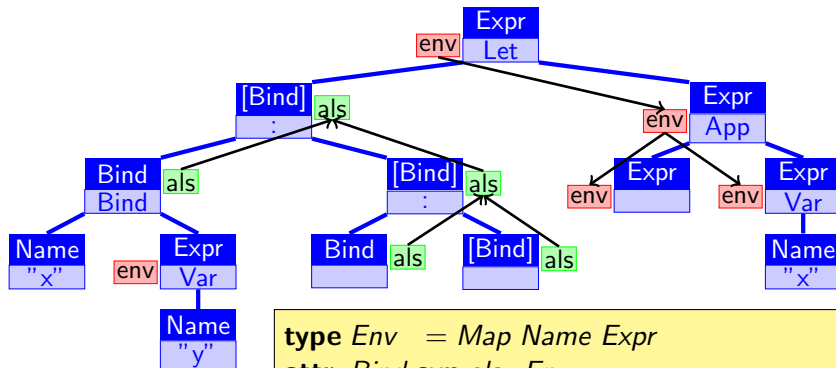 Expr
env Let
[Bind] als
:
Expr
env App
Bind als
Bind
[Bind] als
:
Expr
env
Expr
env Var
Name
"x"
Expr
env Var
Bind als
[Bind] als
Name
"x"
Name
"y"
type Env = Map Name Expr